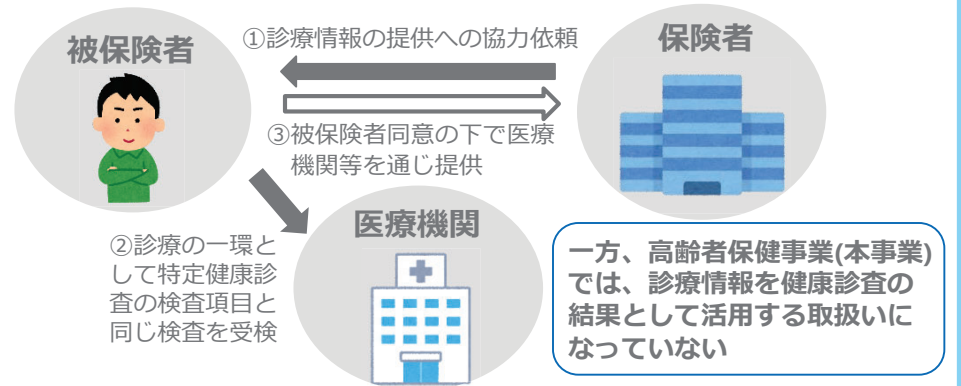 被保険者
①診療情報の提供への協力依頼
保険者
③被保険者同意の下で医療
機関等を通じ提供
医療機関
②診療の一環と
して特定健康診
査の検査項目と
同じ検査を受検
一方、高齢者保健事業(本事業)
では、診療情報を健康診査の
結果として活用する取扱いに
なっていない